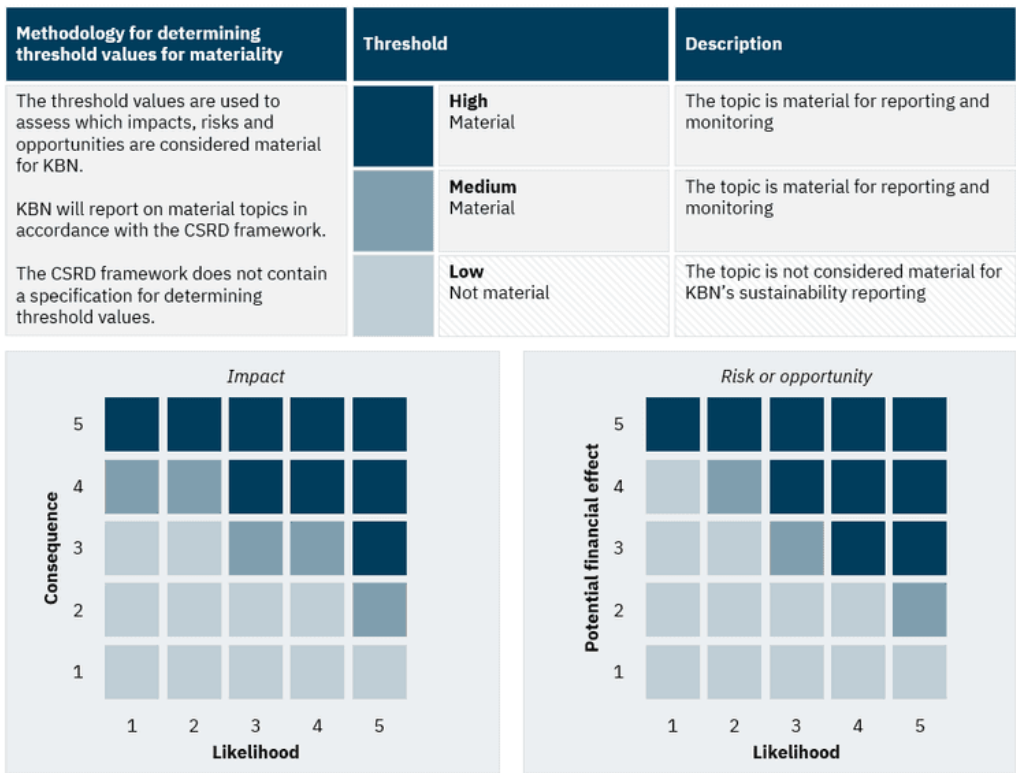 Methodology for determining
threshold values for materiality
Threshold
Description
The threshold values are used to
assess which impacts, risks and
opportunities are considered material
for KBN.
KBN will report on material topics in
accordance with the CSRD framework.
The CSRD framework does not contain
a specification for determining
threshold values.
High
Material
The topic is material for reporting and
monitoring
Medium
Material
The topic is material for reporting and
monitoring
Low
Not material
The topic is not considered material for
KBN's sustainability reporting
Impact
Consequence
5
4
3
2
1
1 2 3 4 5
Likelihood
Risk or opportunity
Potential financial effect
5
4
3
2
1
1 2 3 4 5
Likelihood